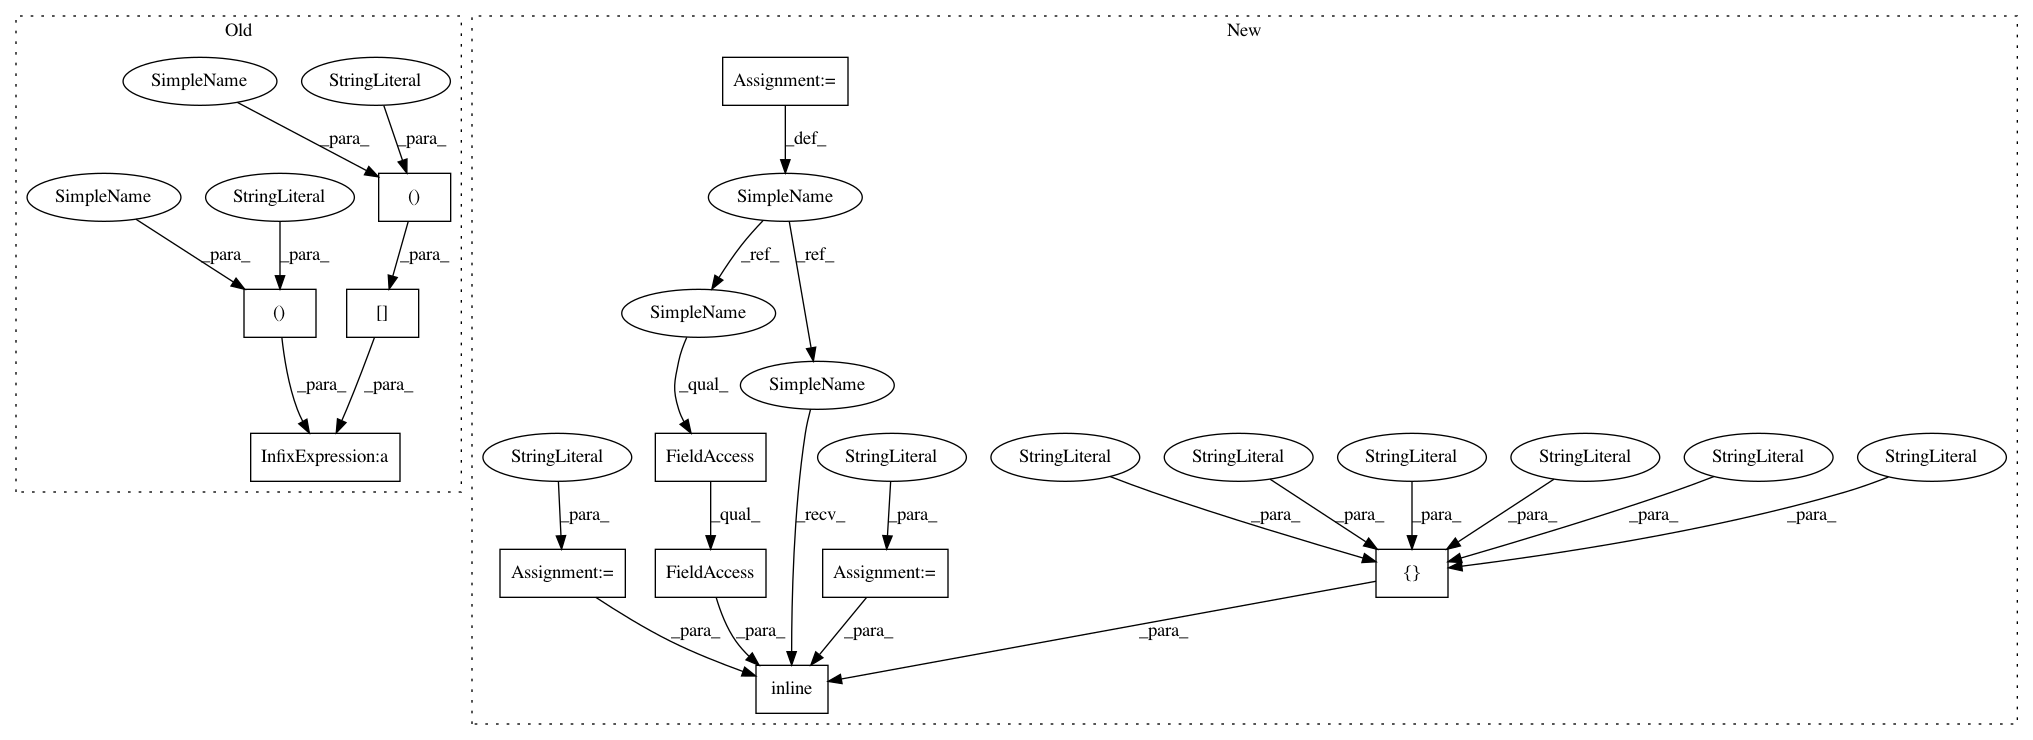 Old
New
SimpleName
StringLiteral
Assignment:=
_para_
_para_
_def_
SimpleName
StringLiteral
()
SimpleName
_para_
_para_
_para_
_ref_
_ref_
()
[]
SimpleName
SimpleName
_para_
_para_
_qual_
InfixExpression:a
StringLiteral
FieldAccess
StringLiteral
StringLiteral
StringLiteral
StringLiteral
StringLiteral
StringLiteral
StringLiteral
_para_
_qual_
_recv_
_para_
_para_
_para_
_para_
_para_
_para_
_para_
Assignment:=
FieldAccess
Assignment:=
{}
_para_
_para_
_para_
_para_
inline